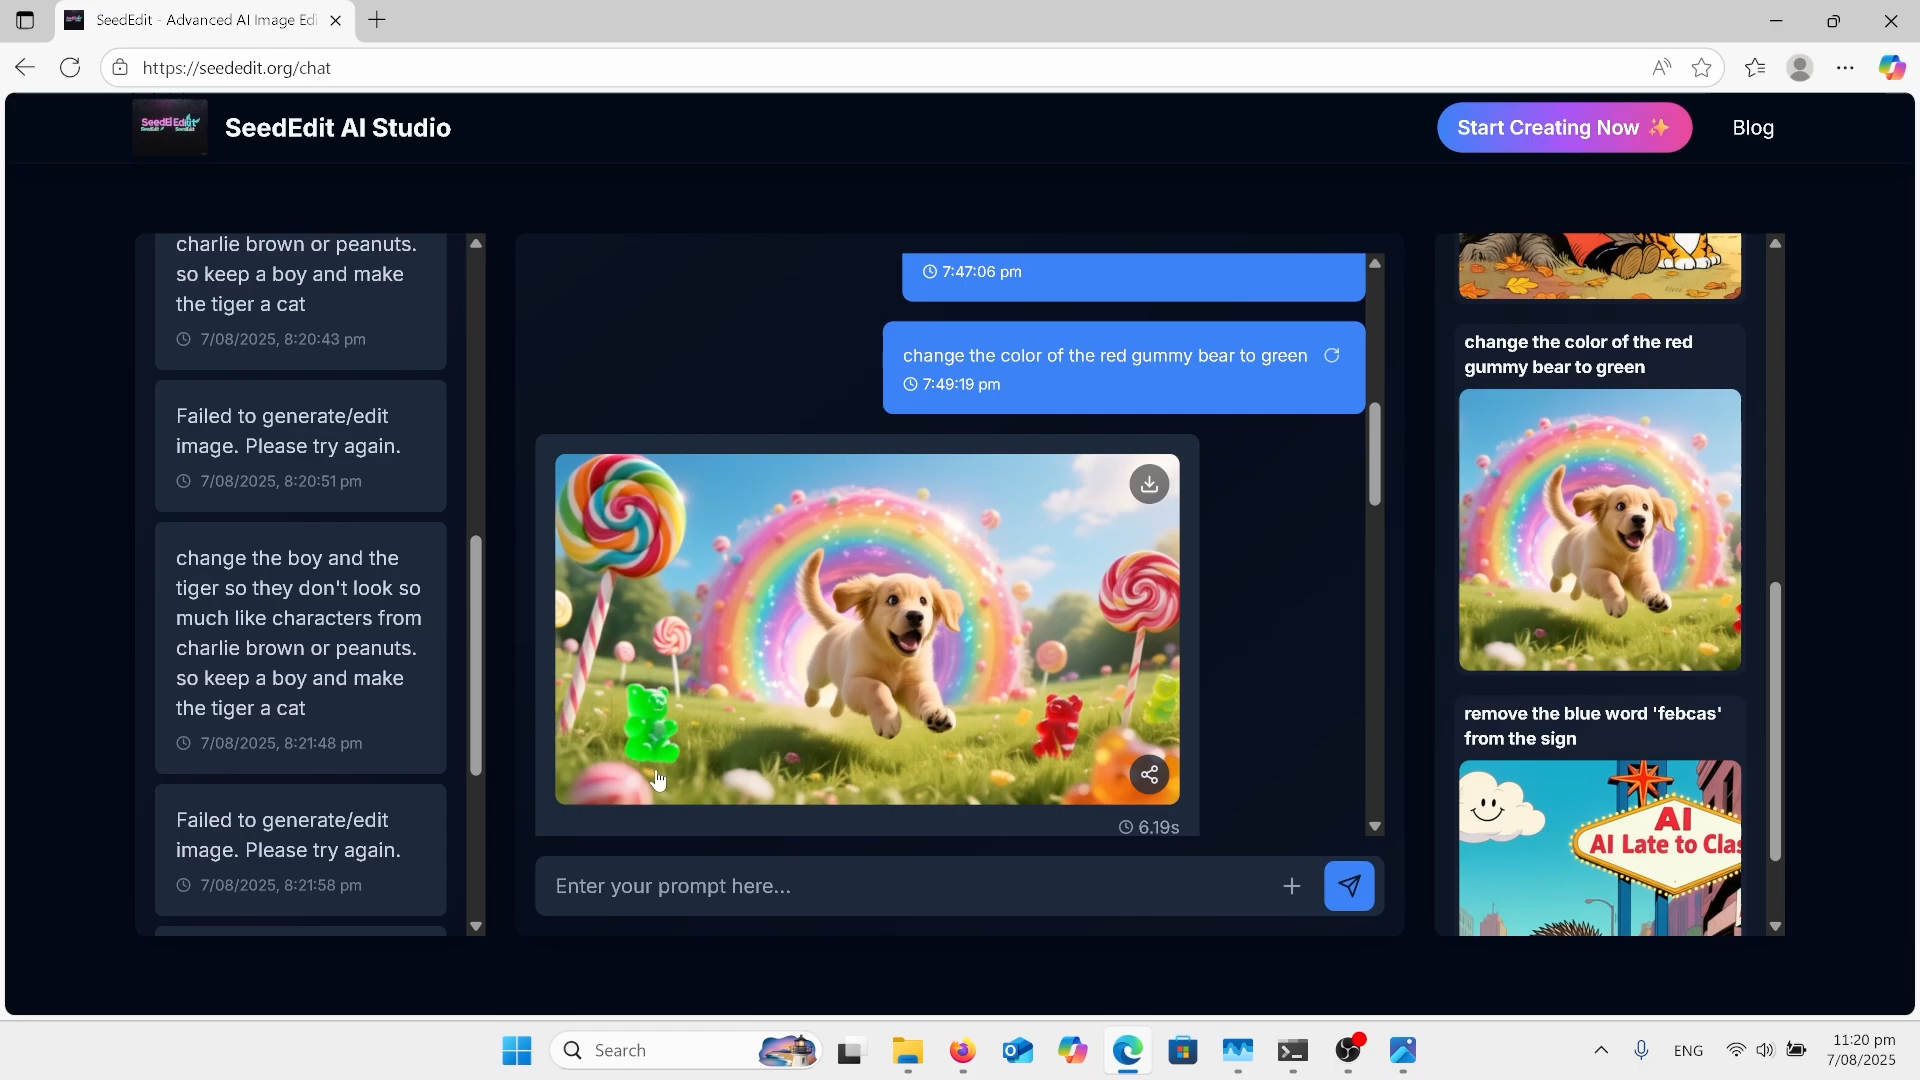 SeedEdit - Advanced AI Image Edi
https://seededit.org/chat
SeedEdit AI Studio
Start Creating Now ✨
Blog
charlie brown or peanuts.
so keep a boy and make
the tiger a cat
7/08/2025, 8:20:43 pm
Failed to generate/edit
image. Please try again.
7/08/2025, 8:20:51 pm
change the boy and the
tiger so they don't look so
much like characters from
charlie brown or peanuts.
so keep a boy and make
the tiger a cat
7/08/2025, 8:21:48 pm
Failed to generate/edit
image. Please try again.
7/08/2025, 8:21:58 pm
7:47:06 pm
change the color of the red gummy bear to green
7:49:19 pm
6.19s
Enter your prompt here...
change the color of the red
gummy bear to green
remove the blue word 'febcas'
from the sign
AI
AI Late to Clas
Search
ENG
11:20 pm
7/08/2025